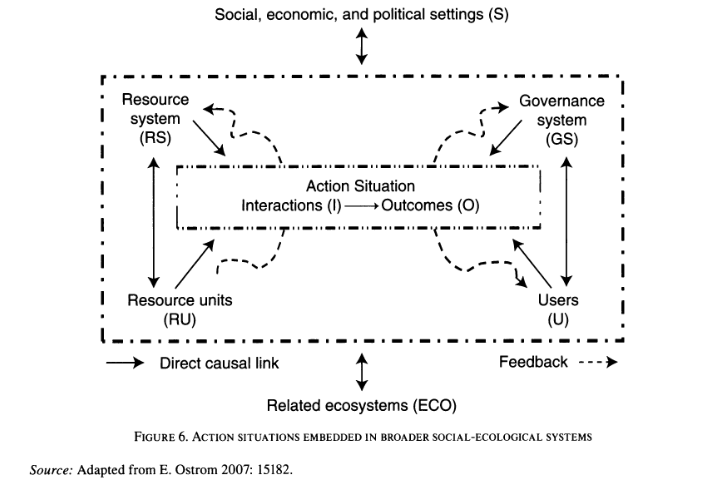 Social, economic, and political settings (S)
Resource
system
(RS)
Governance
system
(GS)
Action Situation
Interactions (I) → Outcomes (O)
Resource units
(RU)
Users
(U)
Direct causal link
Feedback
Related ecosystems (ECO)
FIGURE 6. ACTION SITUATIONS EMBEDDED IN BROADER SOCIAL-ECOLOGICAL SYSTEMS
Source: Adapted from E. Ostrom 2007: 15182.